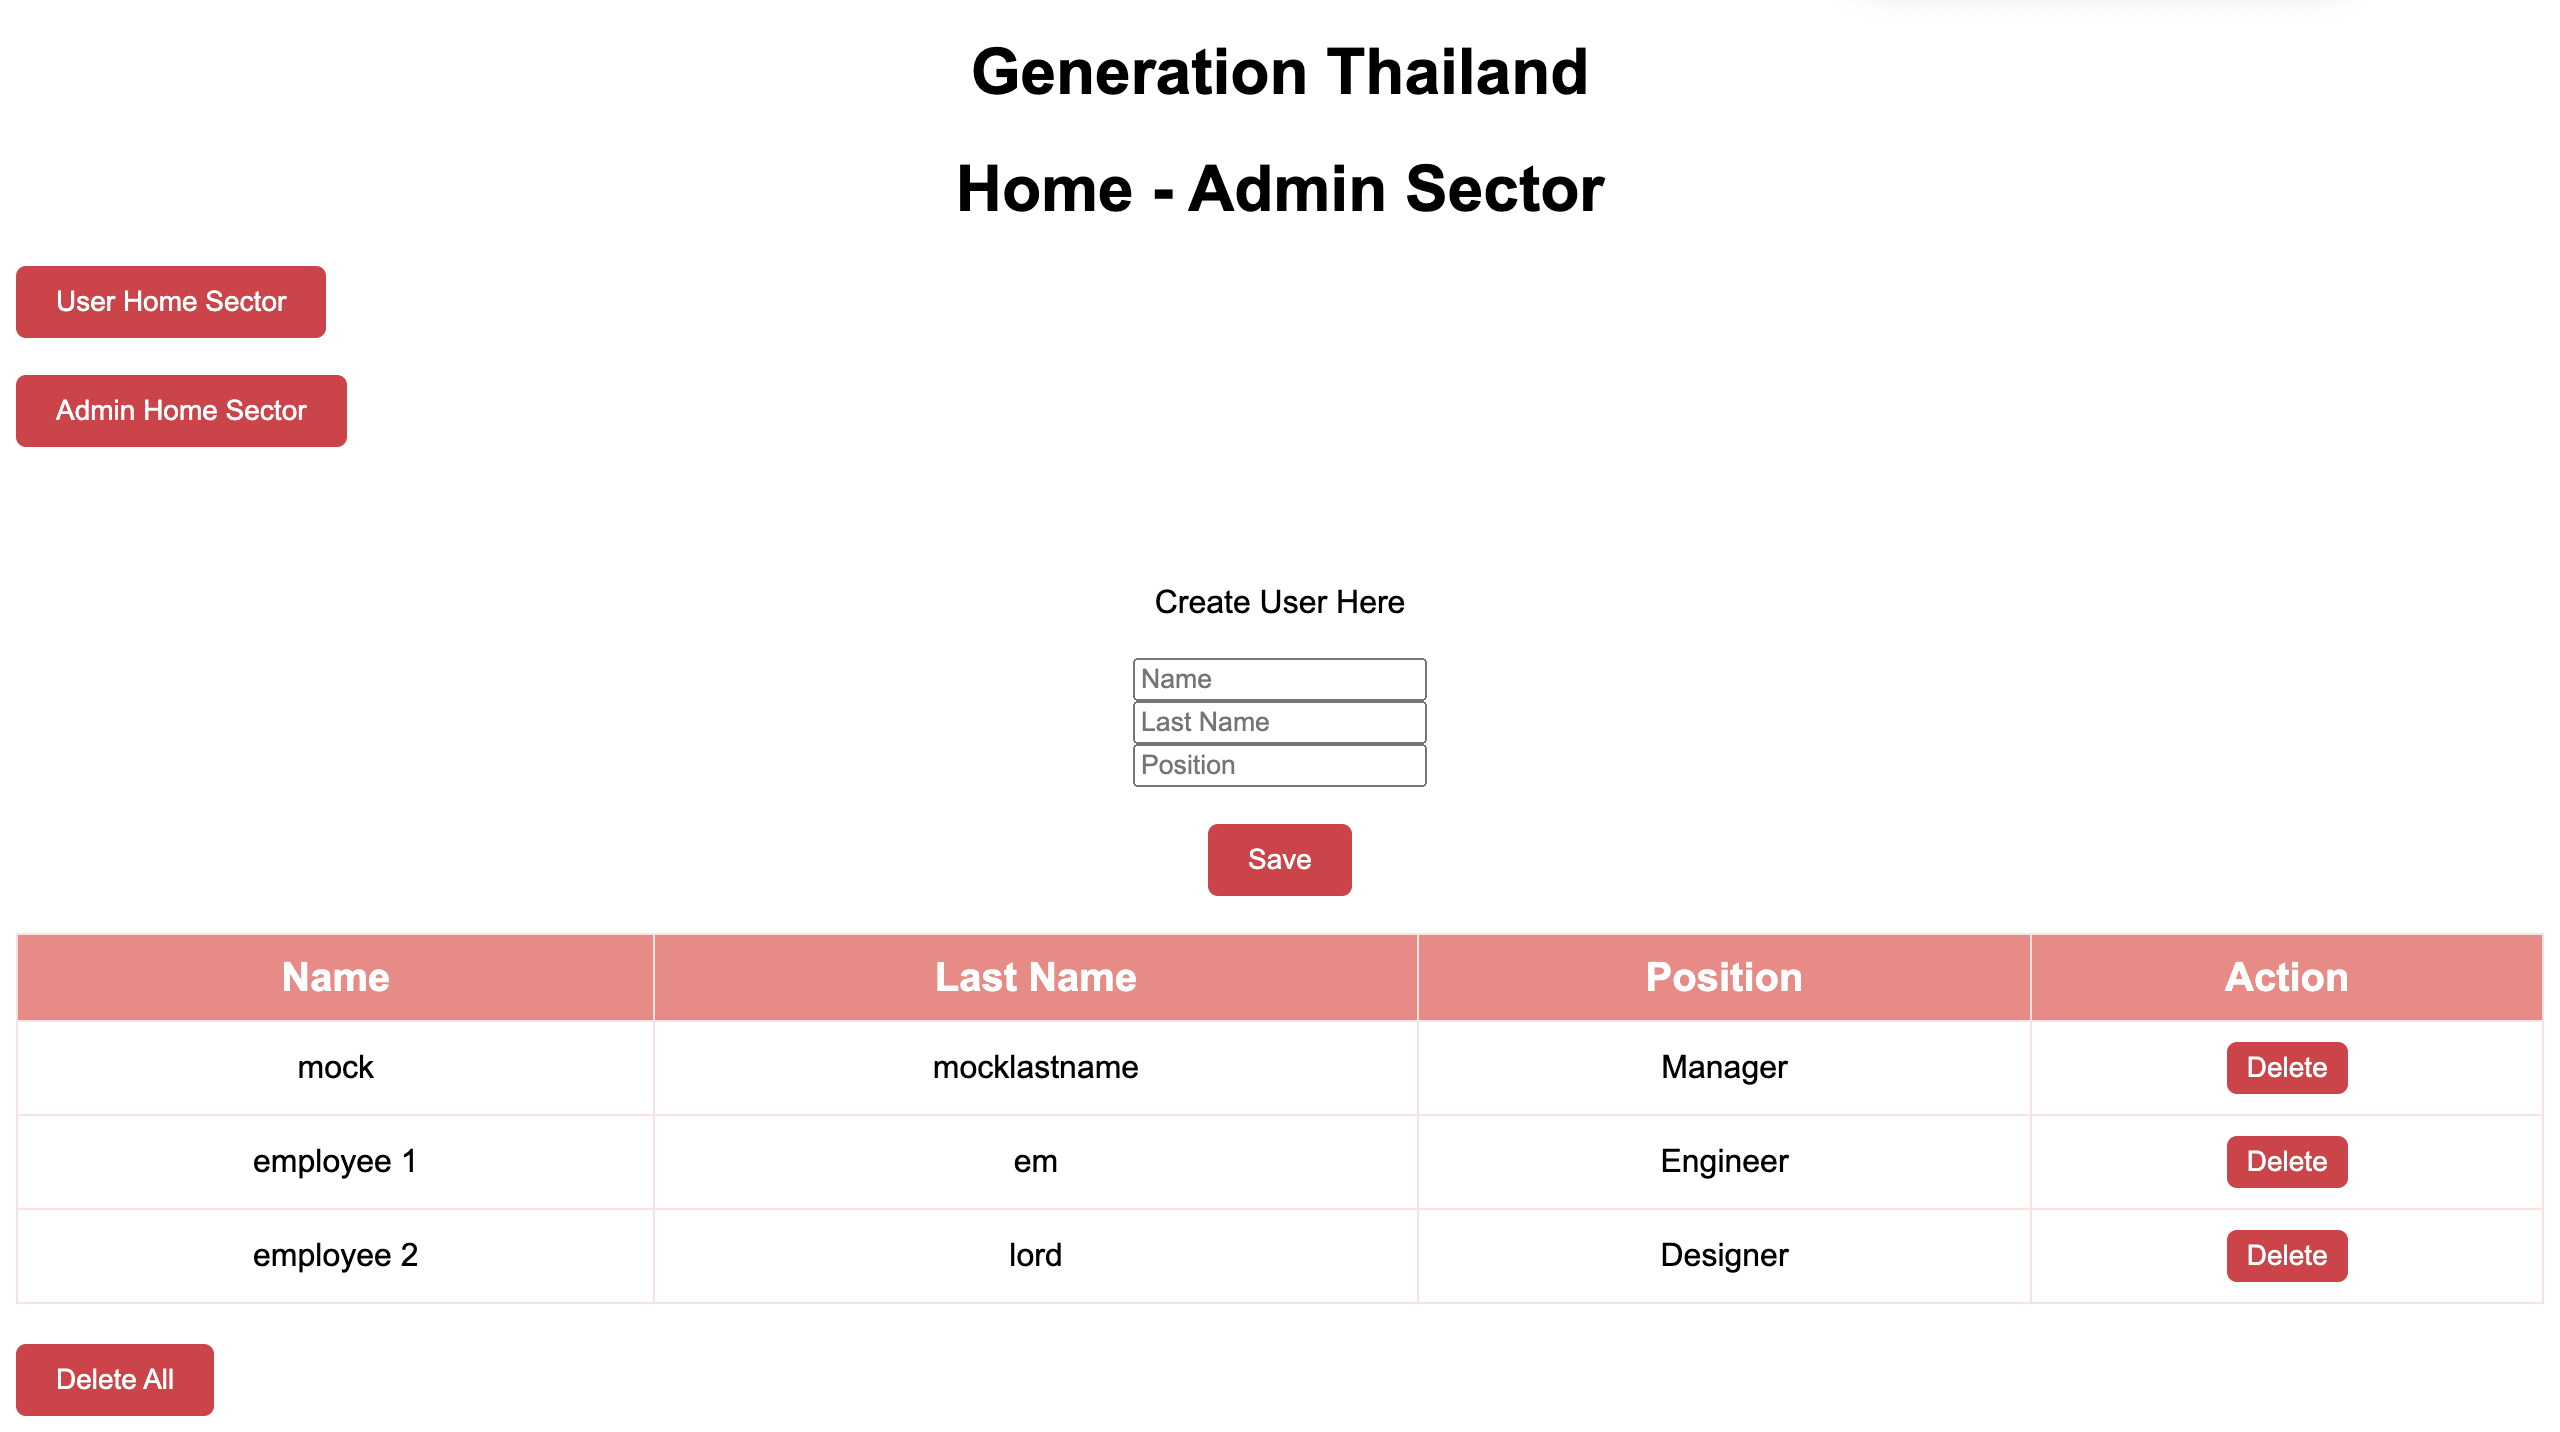 Generation Thailand
Home - Admin Sector
User Home Sector
Admin Home Sector
Create User Here
Name
Last Name
Position
Save
Name Last Name Position Action
mock mocklastname Manager Delete
employee 1 em Engineer Delete
employee 2 lord Designer Delete
Delete All